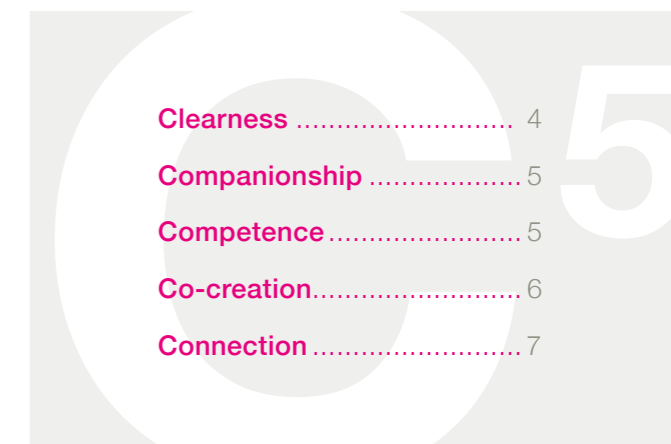 C5
Clearness ........................... 4
Companionship ................... 5
Competence ........................ 5
Co-creation.......................... 6
Connection .......................... 7